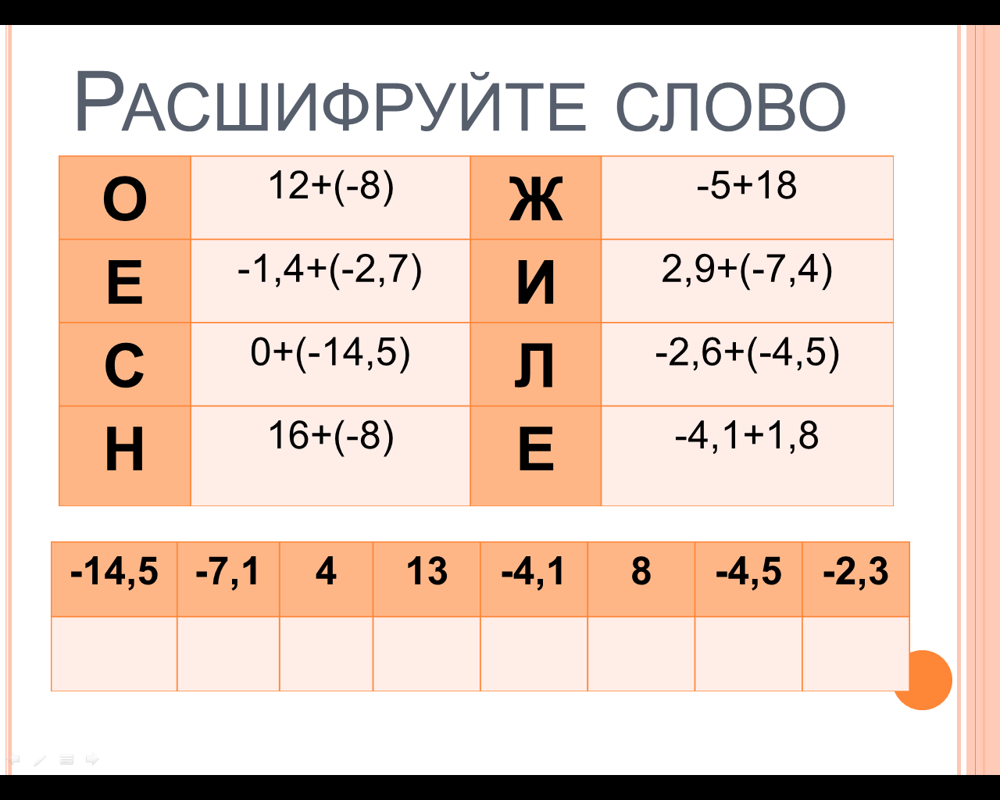 Расшифруйте слово
О 12+(-8) Ж -5+18
Е -1,4+(-2,7) И 2,9+(-7,4)
С 0+(-14,5) Л -2,6+(-4,5)
Н 16+(-8) Е -4,1+1,8
-14,5 -7,1 4 13 -4,1 8 -4,5 -2,3